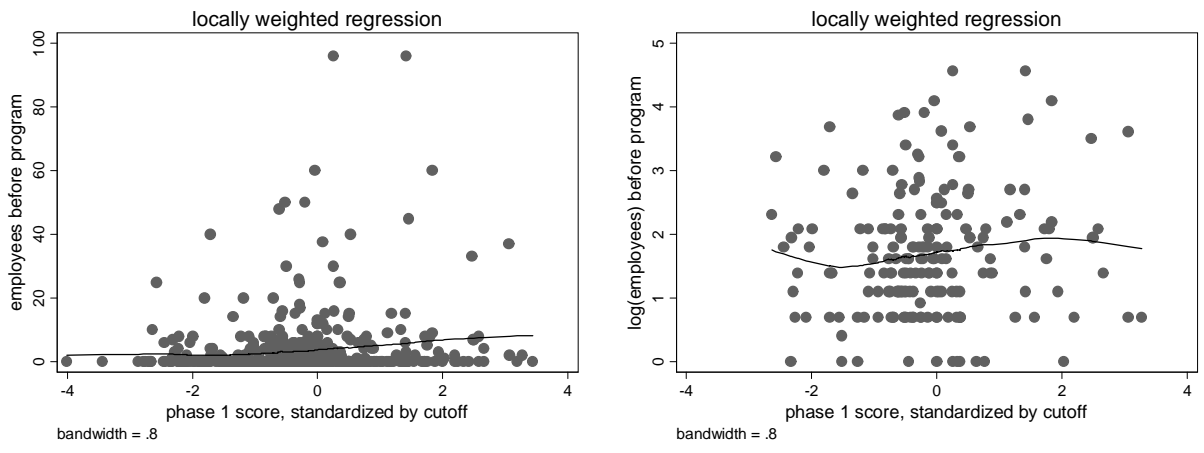 locally weighted regression
employees before program
100
80
60
40
20
0
-4 -2 0 2 4
phase 1 score, standardized by cutoff
bandwidth = .8
locally weighted regression
log(employees) before program
5
4
3
2
1
0
-4 -2 0 2 4
phase 1 score, standardized by cutoff
bandwidth = .8